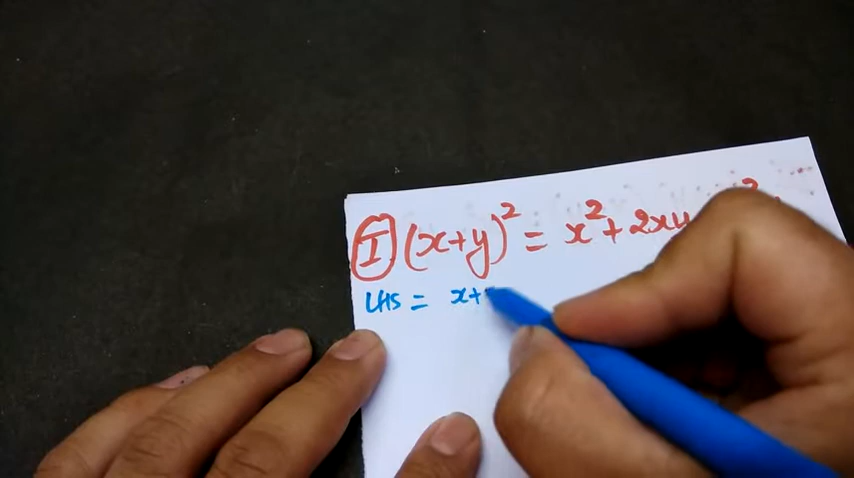 I (x+y)² = x² + 2xy
LHS = x+